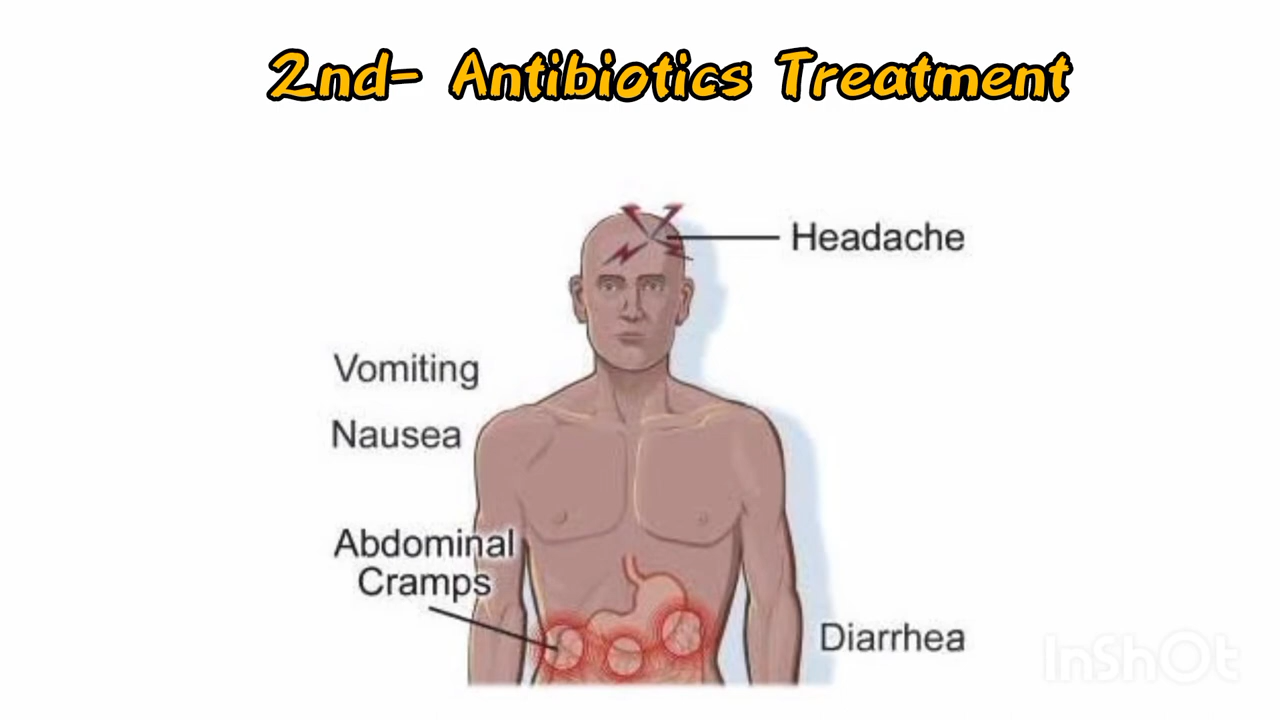 2nd- Antibiotics Treatment
Headache
Vomiting
Nausea
Abdominal
Cramps
Diarrhea
InShOt